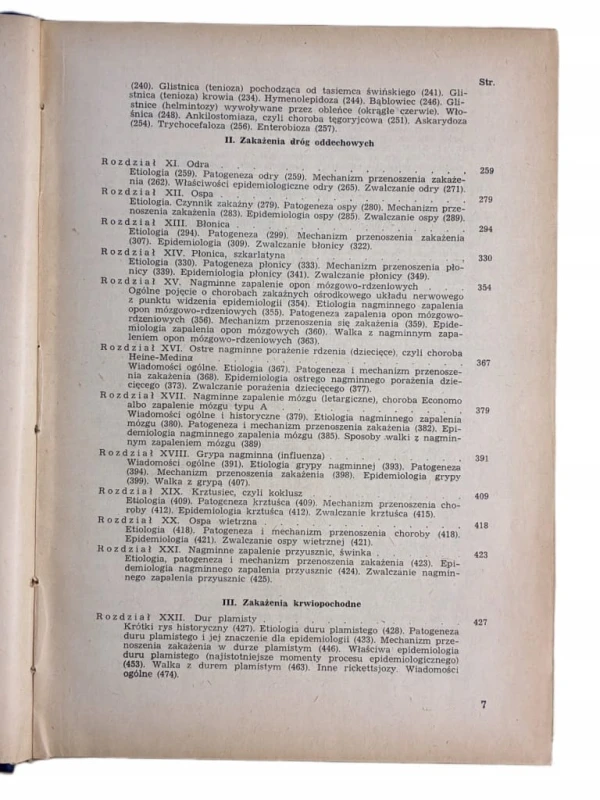 Str.
(240). Glistnica (tenioza) pochodząca od tasiemca świńskiego (241). Gli-
stnica (tenioza) krowia (234). Hymenolepidoza (244). Bąblowiec (246). Gli-
stnice (helmintozy) wywoływane przez obleńce (okrągłe czerwie). Wło-
śnica (248). Ankilostomiaza, czyli choroba tęgoryjcowa (251). Askarydoza
(254). Trychocefaloza (256). Enterobioza (257).
II. Zakażenia dróg oddechowych
Rozdział XI. Odra . . . . . . . . . . . . 259
Etiologia (259). Patogeneza odry (259). Mechanizm przenoszenia zakaże-
nia (262). Właściwości epidemiologiczne odry (265). Zwalczanie odry (271).
Rozdział XII. Ospa . . . . . . . . . . . . 279
Etiologia. Czynnik zakaźny (279). Patogeneza ospy (280). Mechanizm prze-
noszenia zakażenia (283). Epidemiologia ospy (285). Zwalczanie ospy (289).
Rozdział XIII. Błonica . . . . . . . . . . . . 294
Etiologia (294). Patogeneza (299). Mechanizm przenoszenia zakażenia
(307). Epidemiologia (309). Zwalczanie błonicy (322).
Rozdział XIV. Płonica, szkarlatyna . . . . . . . . . 330
Etiologia (330). Patogeneza płonicy (333). Mechanizm przenoszenia pło-
nicy (339). Epidemiologia płonicy (341). Zwalczanie płonicy (349).
Rozdział XV. Nagminne zapalenie opon mózgowo-rdzeniowych . . . . 354
Ogólne pojęcie o chorobach zakaźnych ośrodkowego układu nerwowego
z punktu widzenia epidemiologii (354). Etiologia nagminnego zapalenia
opon mózgowo-rdzeniowych (355). Patogeneza zapalenia opon mózgowo-
rdzeniowych (356). Mechanizm przenoszenia się zakażenia (359). Epide-
miologia zapalenia opon mózgowych (360). Walka z nagminnym zapa-
leniem opon mózgowo-rdzeniowych (363).
Rozdział XVI. Ostre nagminne porażenie rdzenia (dziecięce), czyli choroba
Heine-Medina . . . . . . . . . . . . 367
Wiadomości ogólne. Etiologia (367). Patogeneza i mechanizm przenosze-
nia zakażenia (368). Epidemiologia ostrego nagminnego porażenia dzie-
cięcego (373). Zwalczanie porażenia dziecięcego (377).
Rozdział XVII. Nagminne zapalenie mózgu (letargiczne), choroba Economo
albo zapalenie mózgu typu A . . . . . . . . . . 379
Wiadomości ogólne i historyczne (379). Etiologia nagminnego zapalenia
mózgu (380). Patogeneza i mechanizm przenoszenia zakażenia (382). Epi-
demiologia nagminnego zapalenia mózgu (385). Sposoby walki z nagmin-
nym zapaleniem mózgu (389)
Rozdział XVIII. Grypa nagminna (influenza) . . . . . . . 391
Wiadomości ogólne (391). Etiologia grypy nagminnej (393). Patogeneza
(394). Mechanizm przenoszenia zakażenia (398). Epidemiologia grypy
(399). Walka z grypą (407).
Rozdział XIX. Krztusiec, czyli koklusz . . . . . . . . 409
Etiologia (409). Patogeneza krztuśca (409). Mechanizm przenoszenia cho-
roby (412). Epidemiologia krztuśca (412). Zwalczanie krztuśca (415).
Rozdział XX. Ospa wietrzna . . . . . . . . . . 418
Etiologia (418). Patogeneza i mechanizm przenoszenia choroby (418).
Epidemiologia (421). Zwalczanie ospy wietrznej (421).
Rozdział XXI. Nagminne zapalenie przyusznic, świnka . . . . . 423
Etiologia, patogeneza i mechanizm przenoszenia zakażenia (423). Epi-
demiologia nagminnego zapalenia przyusznic (424). Zwalczanie nagmin-
nego zapalenia przyusznic (425).
III. Zakażenia krwiopochodne
Rozdział XXII. Dur plamisty . . . . . . . . . . 427
Krótki rys historyczny (427). Etiologia duru plamistego (428). Patogeneza
duru plamistego i jej znaczenie dla epidemiologii (433). Mechanizm prze-
noszenia zakażenia w durze plamistym (446). Właściwa epidemiologia
duru plamistego (najistotniejsze momenty procesu epidemiologicznego)
(453). Walka z durem plamistym (463). Inne rickettsjozy. Wiadomości
ogólne (474).
7